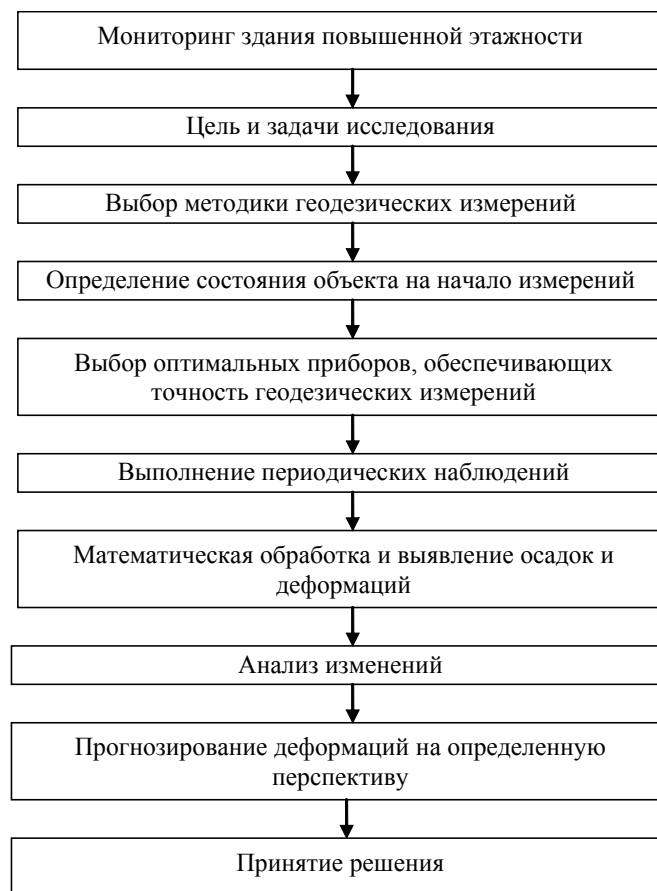 Мониторинг здания повышенной этажности
Цель и задачи исследования
Выбор методики геодезических измерений
Определение состояния объекта на начало измерений
Выбор оптимальных приборов, обеспечивающих
точность геодезических измерений
Выполнение периодических наблюдений
Математическая обработка и выявление осадок и
деформаций
Анализ изменений
Прогнозирование деформаций на определенную
перспективу
Принятие решения